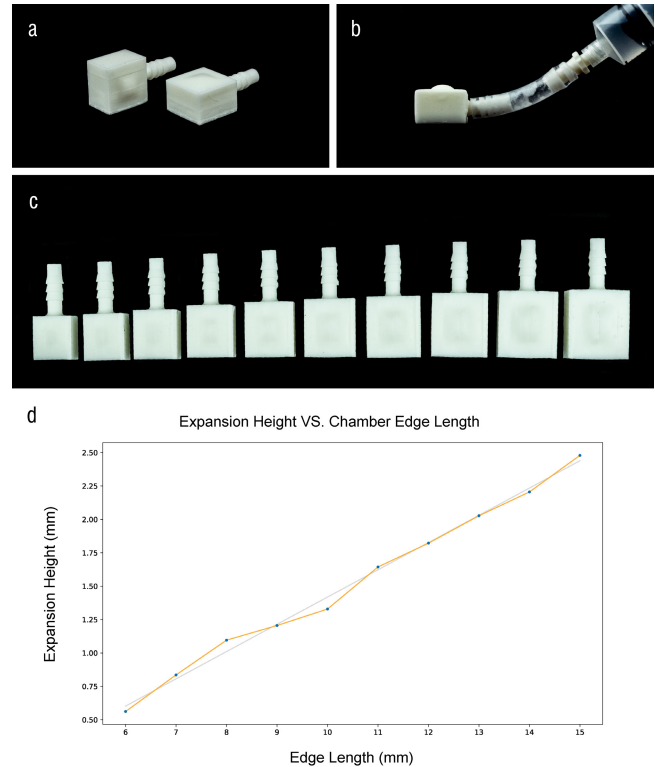 a
b
c
d
Expansion Height VS. Chamber Edge Length
Expansion Height (mm)
2.50
2.25
2.00
1.75
1.50
1.25
1.00
0.75
0.50
6 7 8 9 10 11 12 13 14 15
Edge Length (mm)